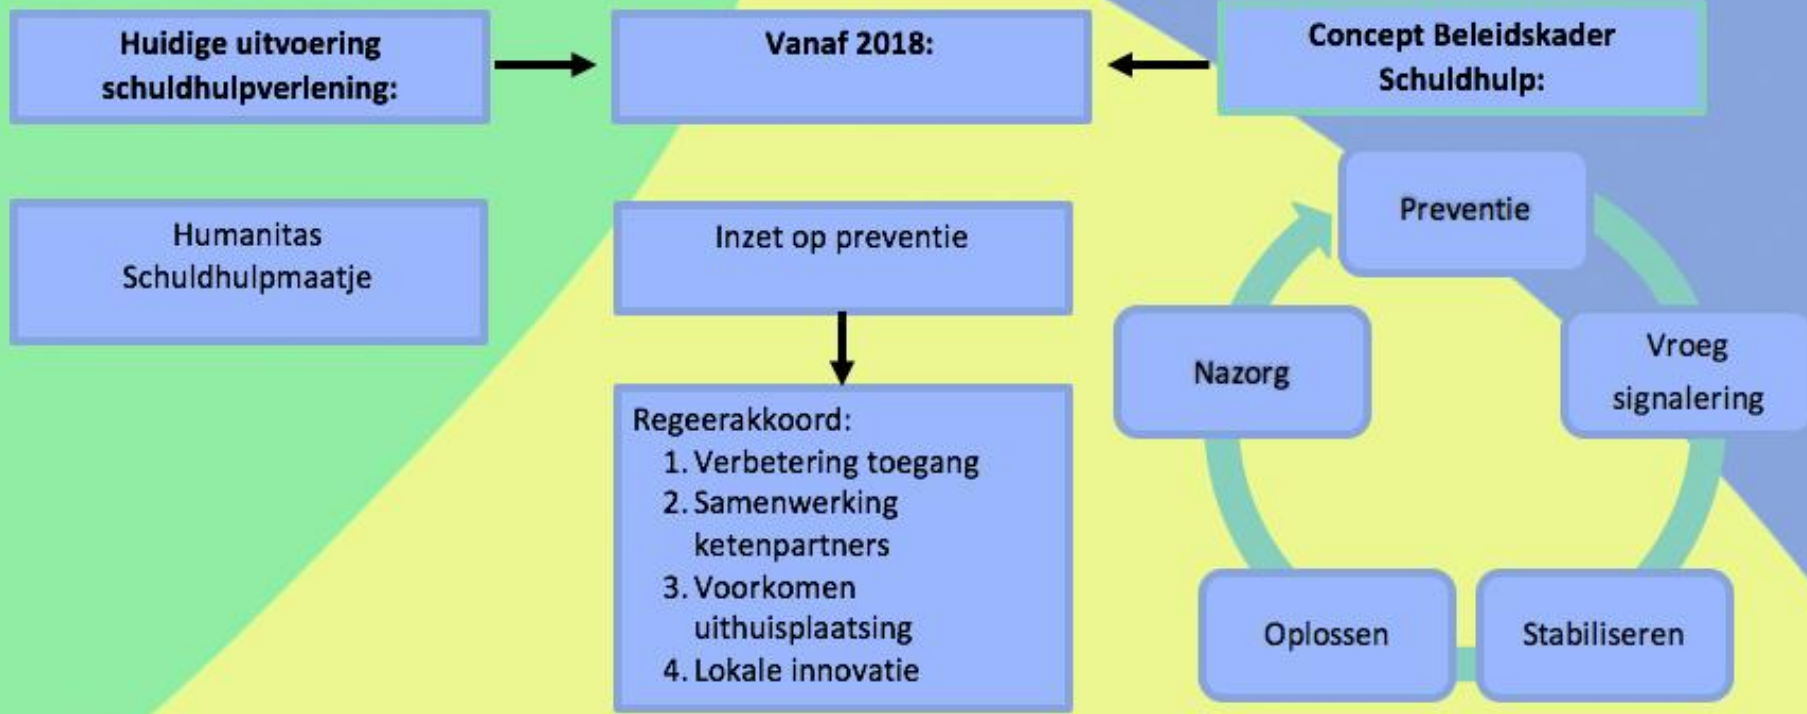 Huidige uitvoering
schuldhulpverlening:
Vanaf 2018:
Concept Beleidskader
Schuldhulp:
Humanitas
Schuldhulpmaatje
Inzet op preventie
Regeerakkoord:
1. Verbetering toegang
2. Samenwerking
ketenpartners
3. Voorkomen
uithuisplaatsing
4. Lokale innovatie
Preventie
Vroeg
signalering
Stabiliseren
Oplossen
Nazorg